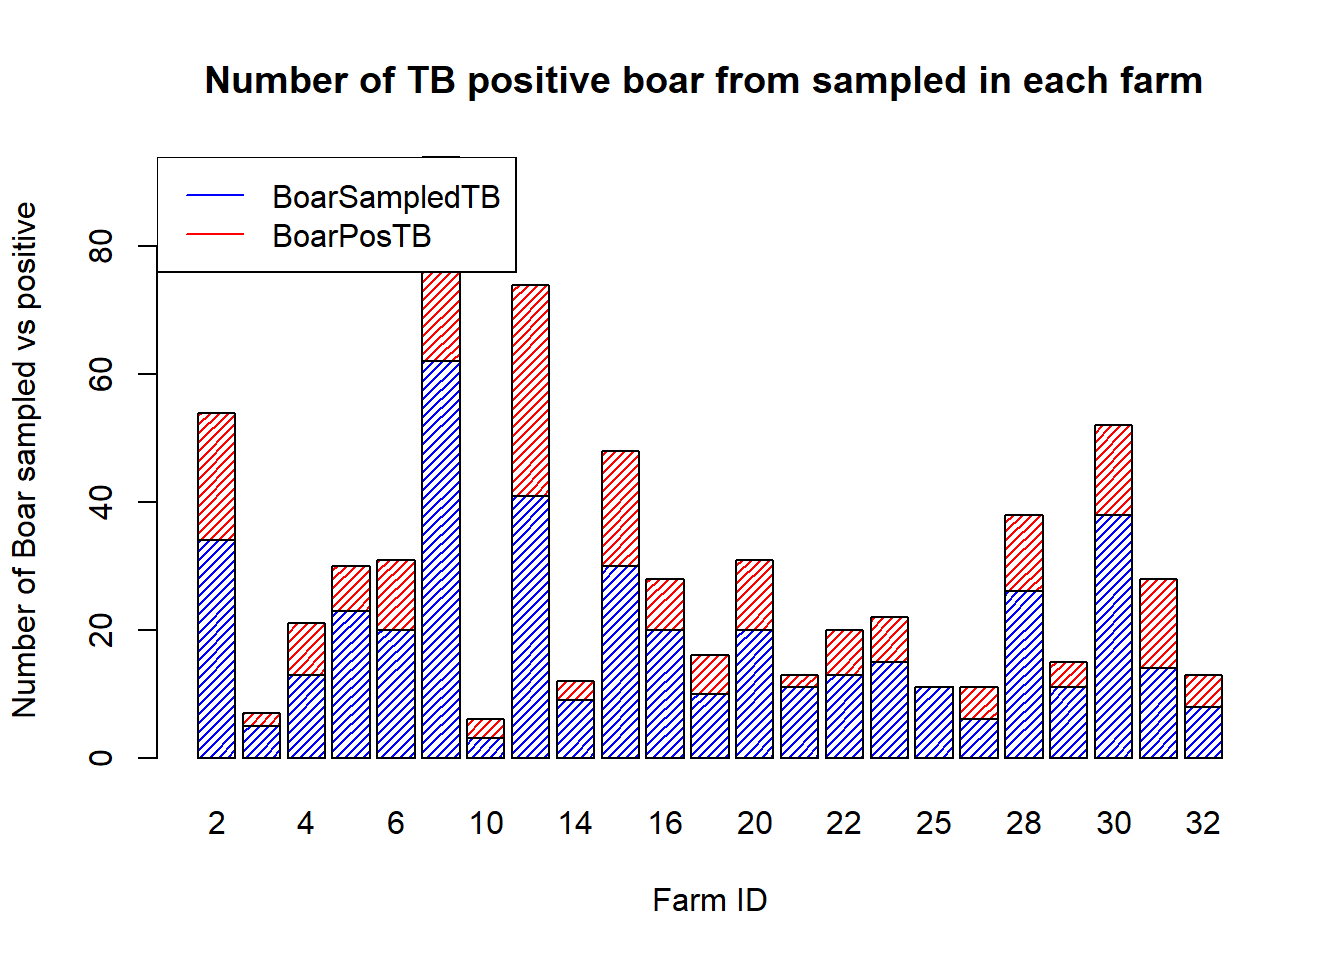 Number of TB positive boar from sampled in each farm
BoarSampledTB
BoarPosTB
Number of Boar sampled vs positive
80
60
40
20
0
2 4 6 10 14 16 20 22 25 28 30 32
Farm ID